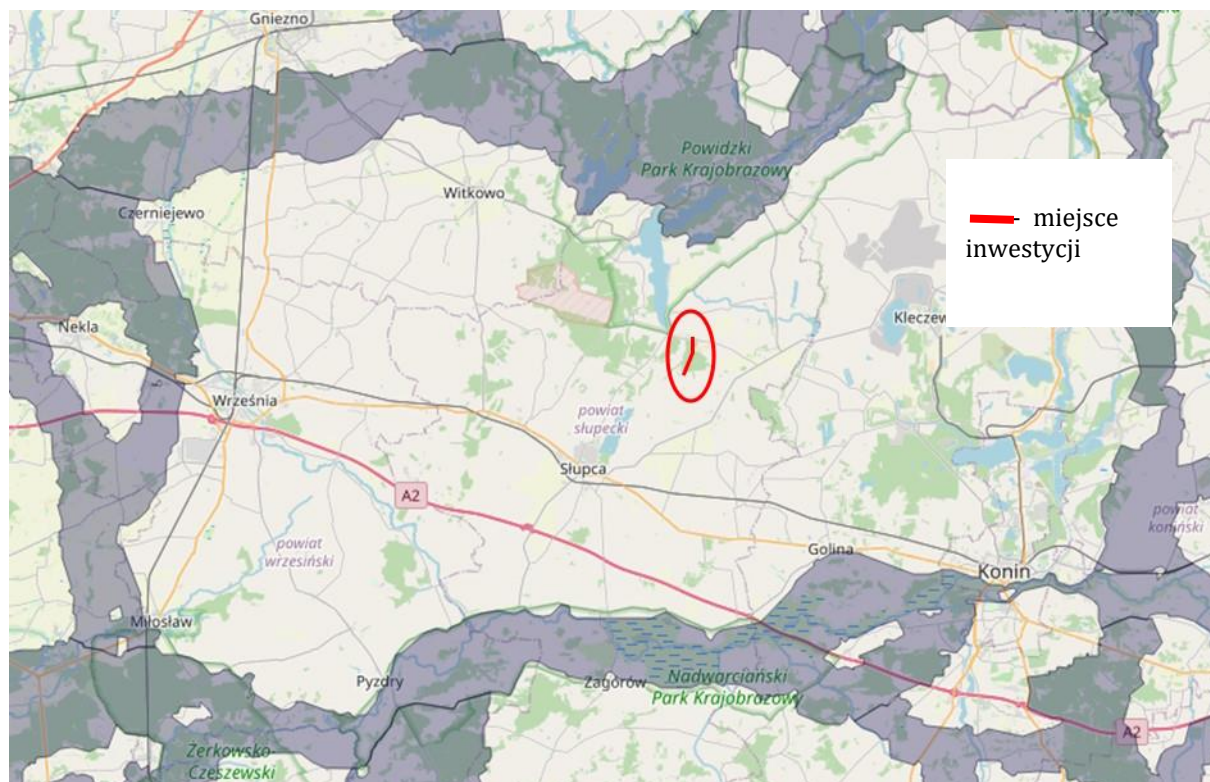 Gniezno
Powidzki
Park Krajobrazowy
Witkowo
Czerniejewo
- miejsce
inwestycji
Nekla
Kleczew
Września
powiat
słupecki
Słupca
A2
powiat
wrzesiński
powiat
koniński
Golina
Konin
Miłosław
Pyzdry
Zagórów
Nadwarciański
Park Krajobrazowy
A2
Żerkowsko-
Czeszewski